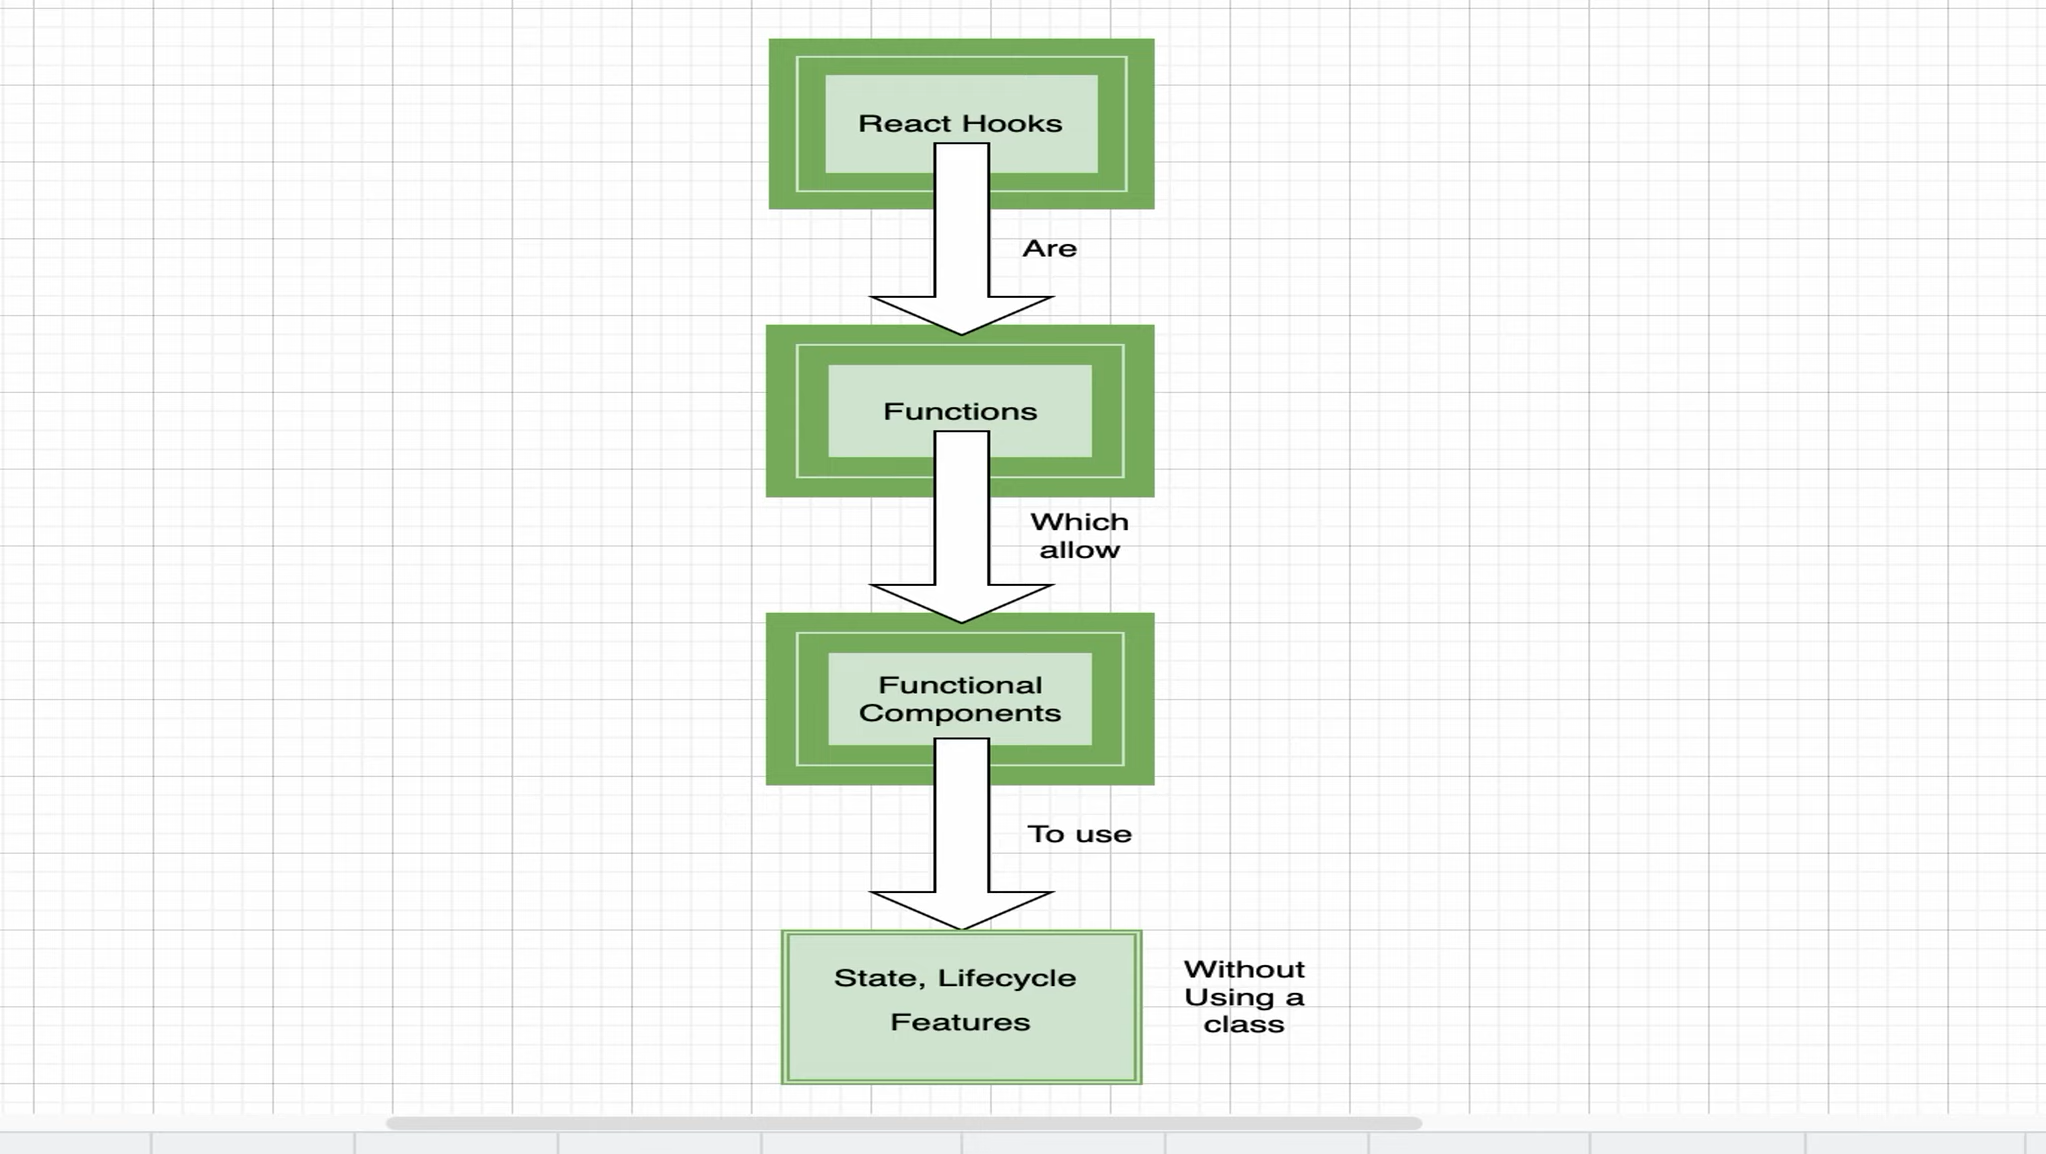 React Hooks
Are
Functions
Which
allow
Functional
Components
To use
State, Lifecycle
Features
Without
Using a
class